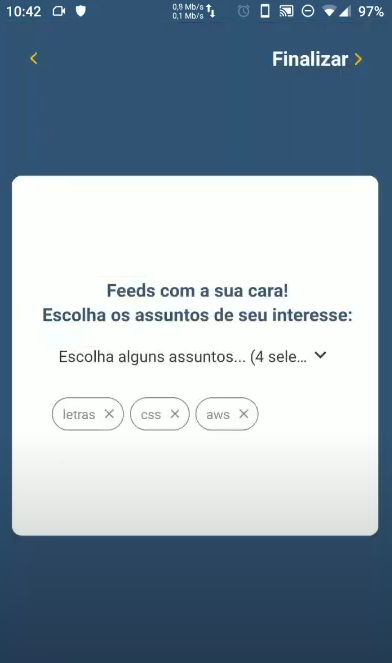 10:42
0,9 Mb/s
0,1 Mb/s
97%
Finalizar
Feeds com a sua cara!
Escolha os assuntos de seu interesse:
Escolha alguns assuntos... (4 sele...
letras
css
aws